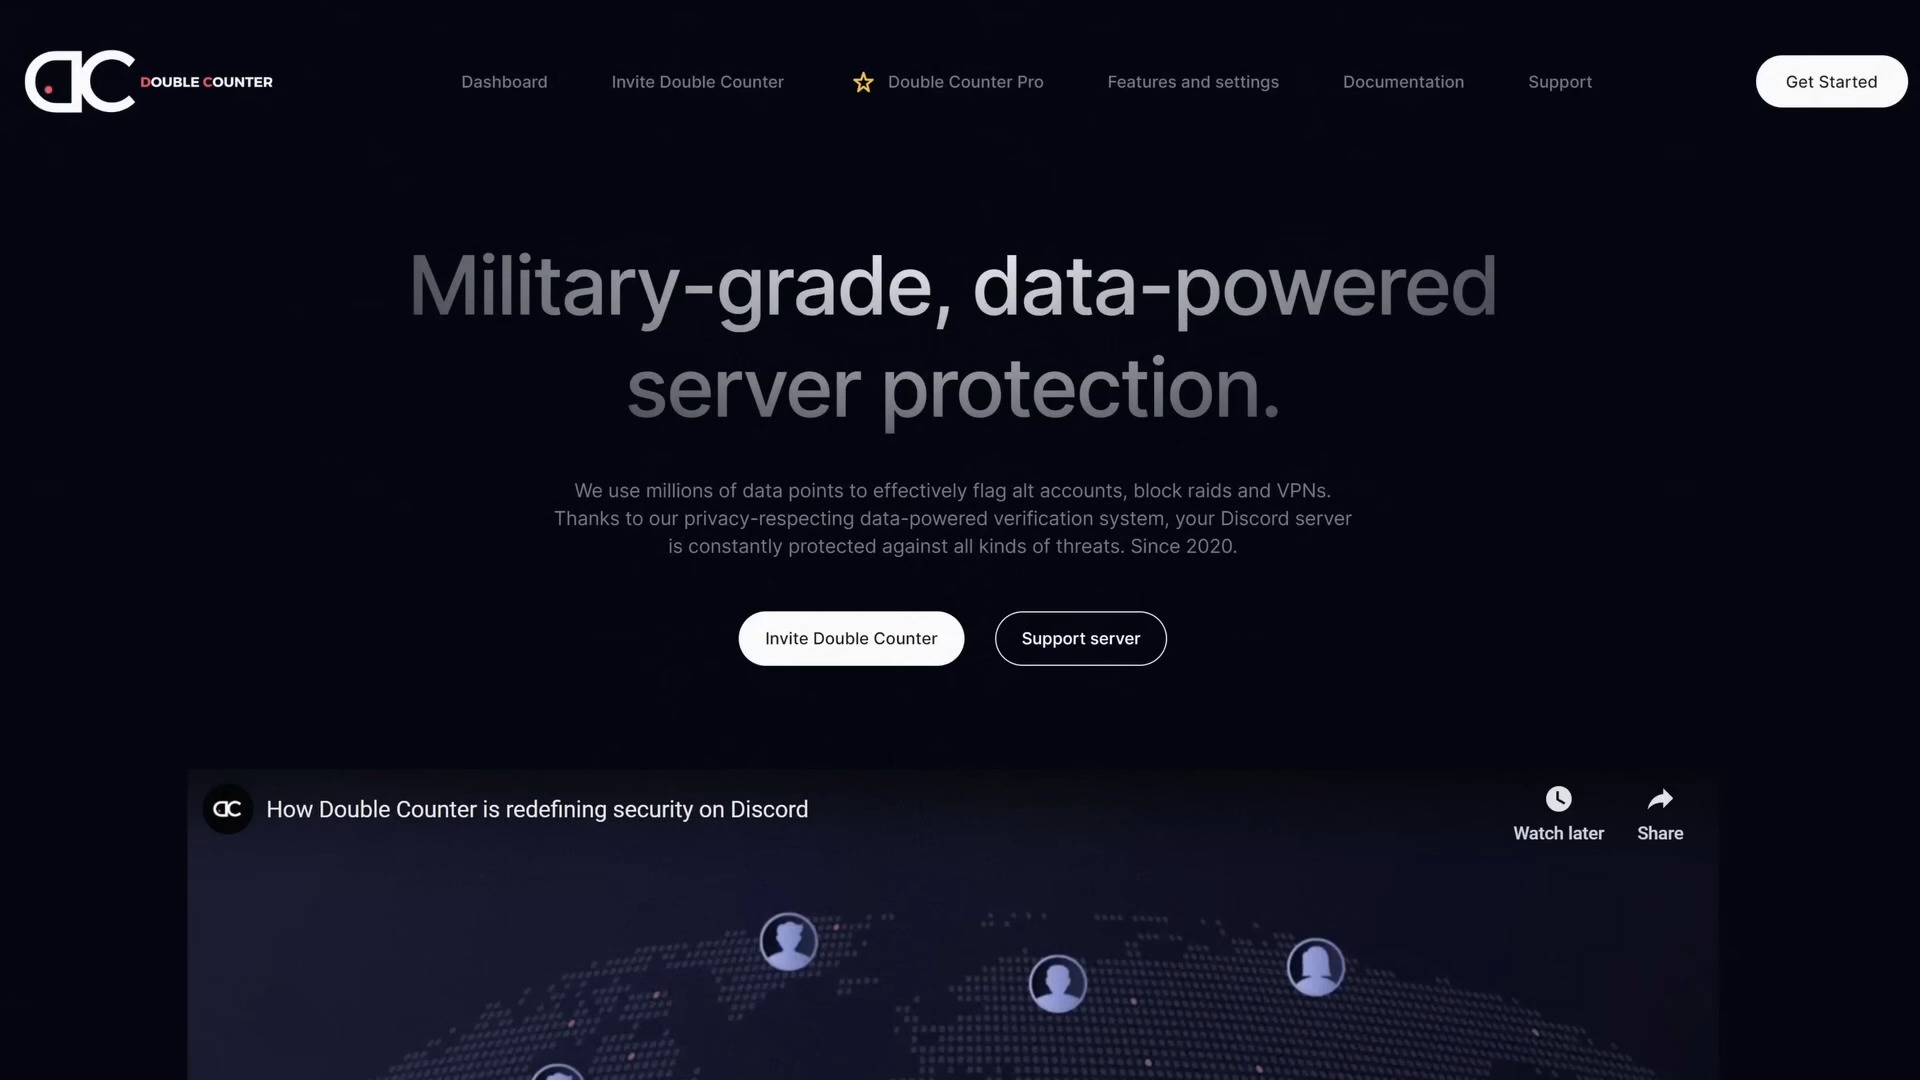 DOUBLE COUNTER
Dashboard
Invite Double Counter
Double Counter Pro
Features and settings
Documentation
Support
Get Started
Military-grade, data-powered
server protection.
We use millions of data points to effectively flag alt accounts, block raids and VPNs.
Thanks to our privacy-respecting data-powered verification system, your Discord server
is constantly protected against all kinds of threats. Since 2020.
Invite Double Counter
Support server
DC
How Double Counter is redefining security on Discord
Watch later
Share